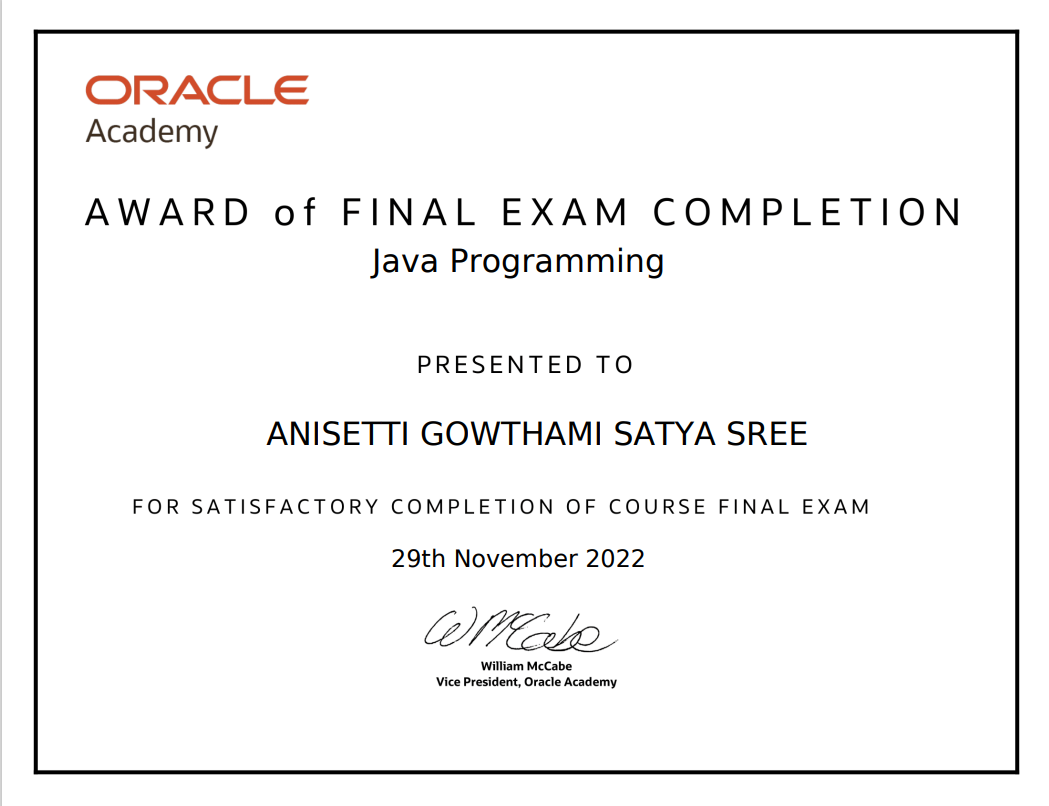 ORACLE
Academy
AWARD of FINAL EXAM COMPLETION
Java Programming
PRESENTED TO
ANISETTI GOWTHAMI SATYA SREE
FOR SATISFACTORY COMPLETION OF COURSE FINAL EXAM
29th November 2022
W McCabe
William McCabe
Vice President, Oracle Academy